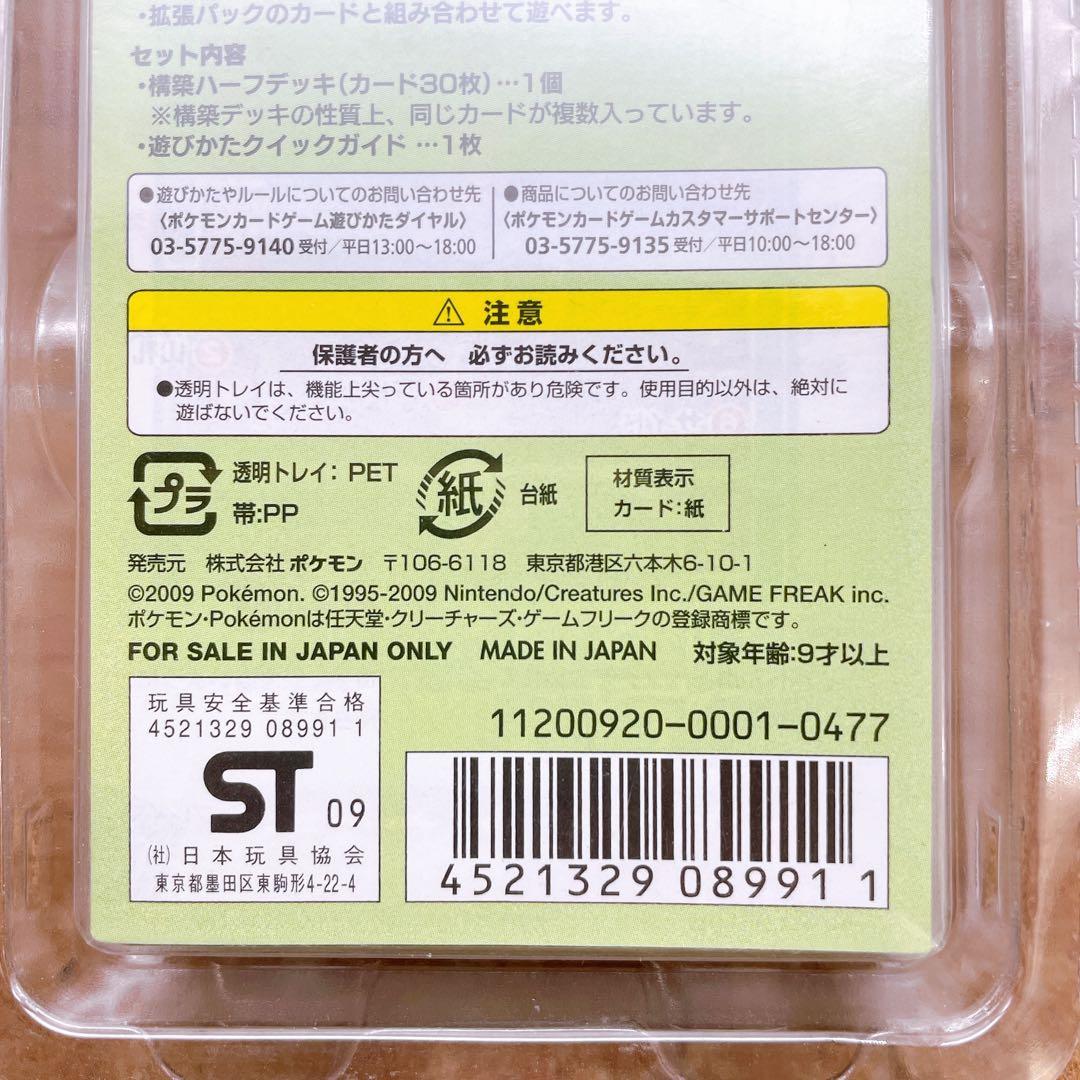 ・拡張パックのカードと組み合わせて遊べます。
セット内容
・構築ハーフデッキ（カード30枚）…1個
※構築デッキの性質上、同じカードが複数入っています。
・遊びかたクイックガイド …1枚
●遊びかたやルールについてのお問い合わせ先
〈ポケモンカードゲーム遊びかたダイヤル〉
03-5775-9140 受付／平日13:00～18:00
●商品についてのお問い合わせ先
〈ポケモンカードゲームカスタマーサポートセンター〉
03-5775-9135 受付／平日10:00～18:00
⚠ 注意
保護者の方へ 必ずお読みください。
●透明トレイは、機能上尖っている箇所があり危険です。使用目的以外は、絶対に
遊ばないでください。
プラ
透明トレイ：PET
帯:PP
紙
台紙
材質表示
カード：紙
発売元 株式会社ポケモン 〒106-6118 東京都港区六本木6-10-1
©2009 Pokémon. ©1995-2009 Nintendo/Creatures Inc./GAME FREAK inc.
ポケモン・Pokémonは任天堂・クリーチャーズ・ゲームフリークの登録商標です。
FOR SALE IN JAPAN ONLY MADE IN JAPAN 対象年齢:9才以上
玩具安全基準合格
4521329 08991 1
ST 09
（社）日本玩具協会
東京都墨田区東駒形4-22-4
11200920-0001-0477
4521329 08991 1